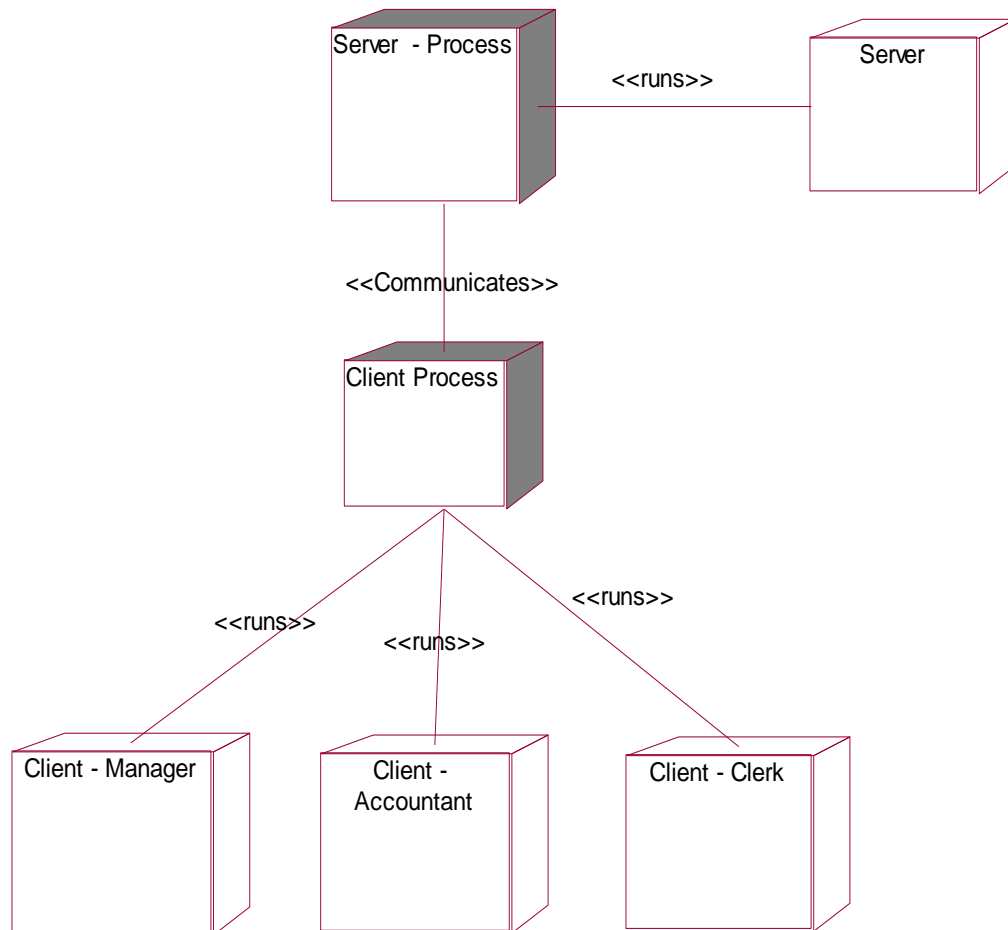 Server - Process
Server
<<runs>>
<<Communicates>>
Client Process
<<runs>>
<<runs>>
<<runs>>
Client - Manager
Client -
Accountant
Client - Clerk